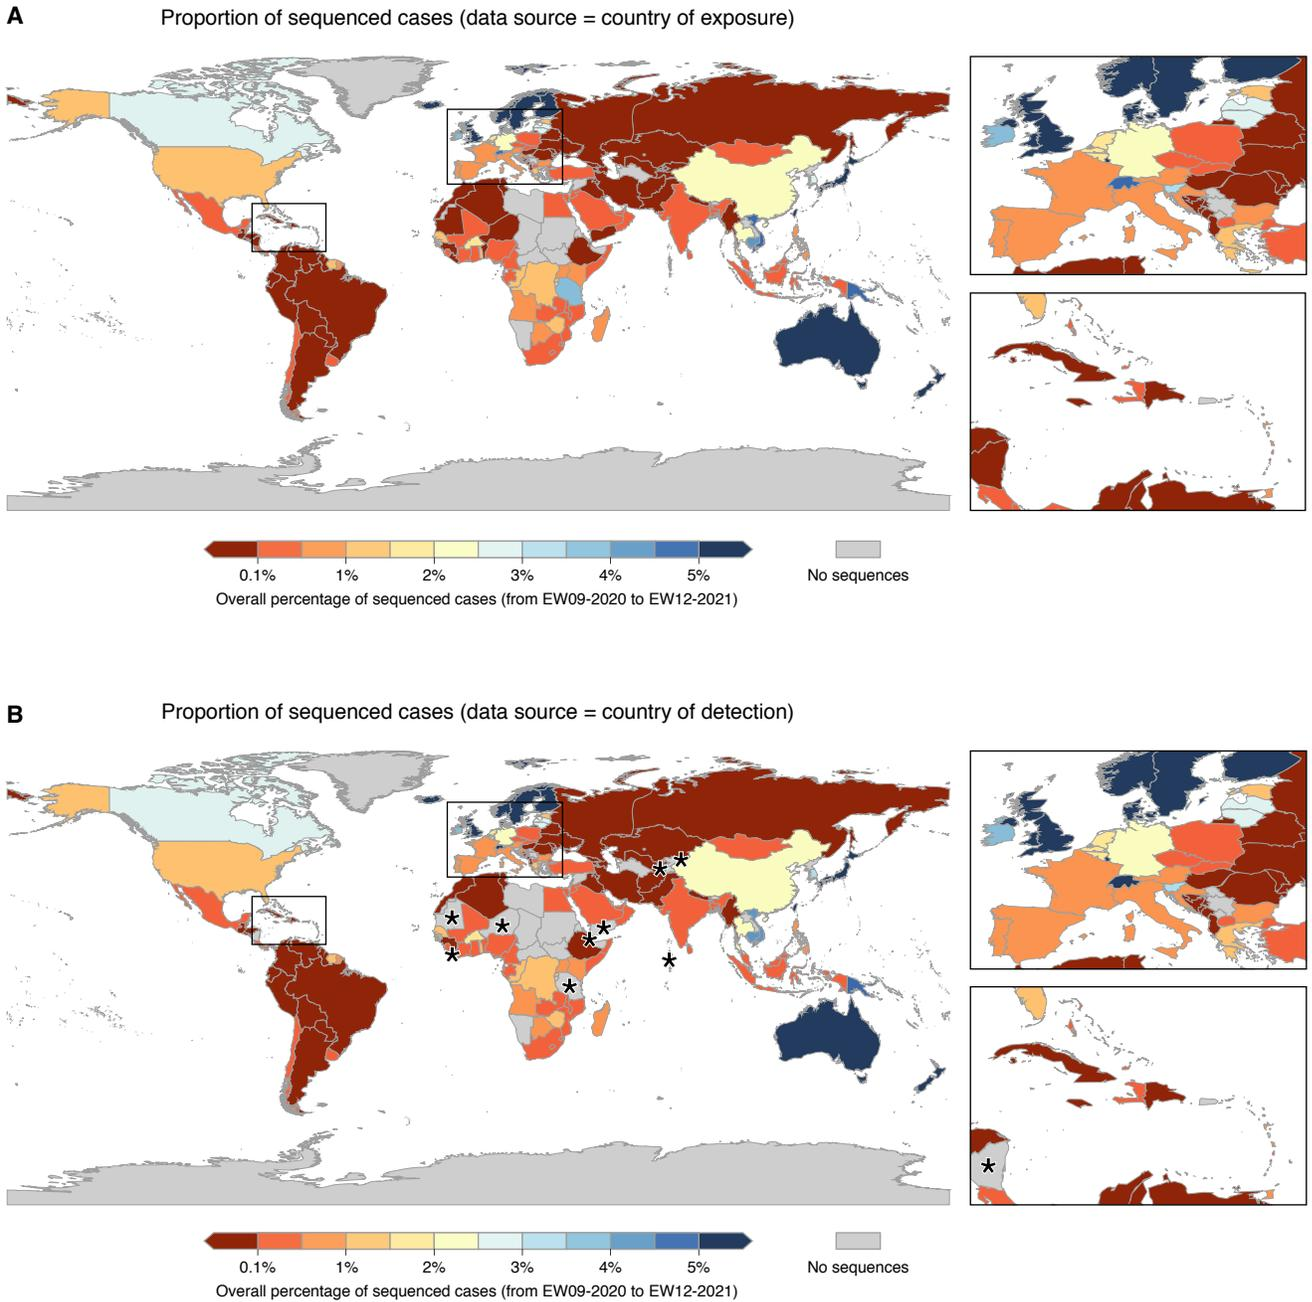 A
Proportion of sequenced cases (data source = country of exposure)
0.1% 1% 2% 3% 4% 5%
No sequences
Overall percentage of sequenced cases (from EW09-2020 to EW12-2021)
B
Proportion of sequenced cases (data source = country of detection)
* * * * * * * * * *
0.1% 1% 2% 3% 4% 5%
No sequences
Overall percentage of sequenced cases (from EW09-2020 to EW12-2021)